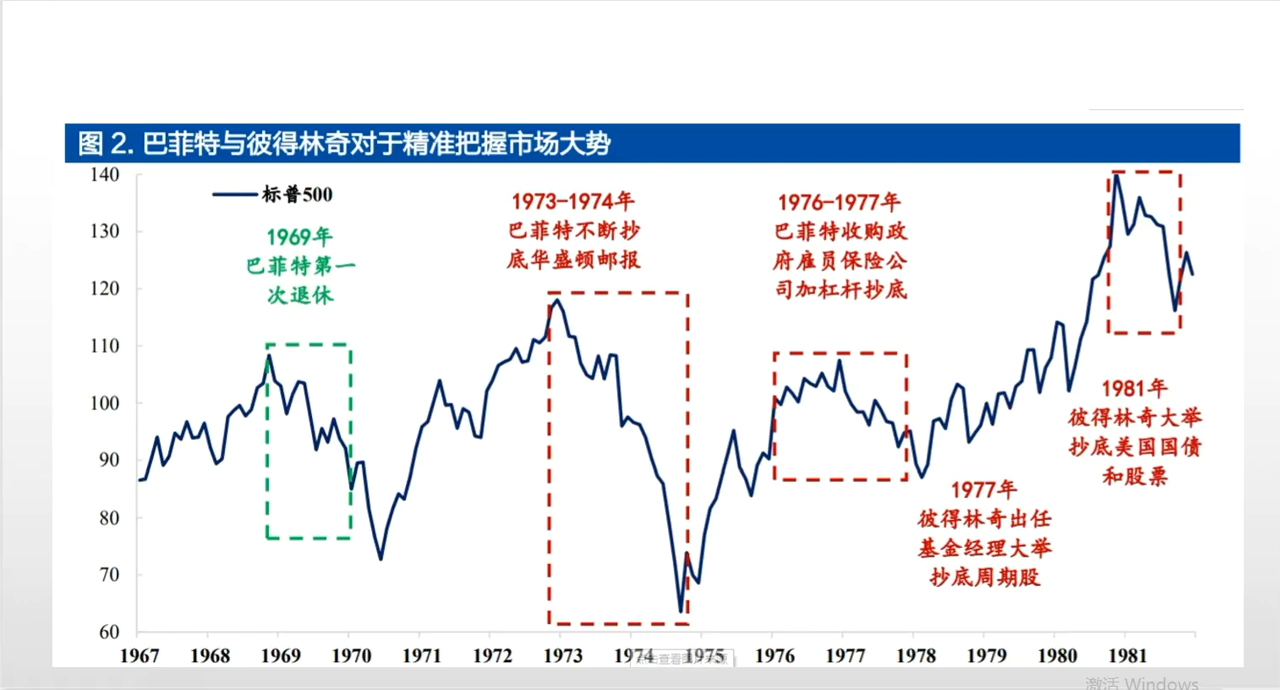 图 2. 巴菲特与彼得林奇对于精准把握市场大势
标普500
1969年
巴菲特第一
次退休
1973-1974年
巴菲特不断抄
底华盛顿邮报
1976-1977年
巴菲特收购政
府雇员保险公
司加杠杆抄底
1981年
彼得林奇大举
抄底美国国债
和股票
1977年
彼得林奇出任
基金经理大举
抄底周期股
140
130
120
110
100
90
80
70
60
1967 1968 1969 1970 1971 1972 1973 1974 1975 1976 1977 1978 1979 1980 1981
激活 Windows